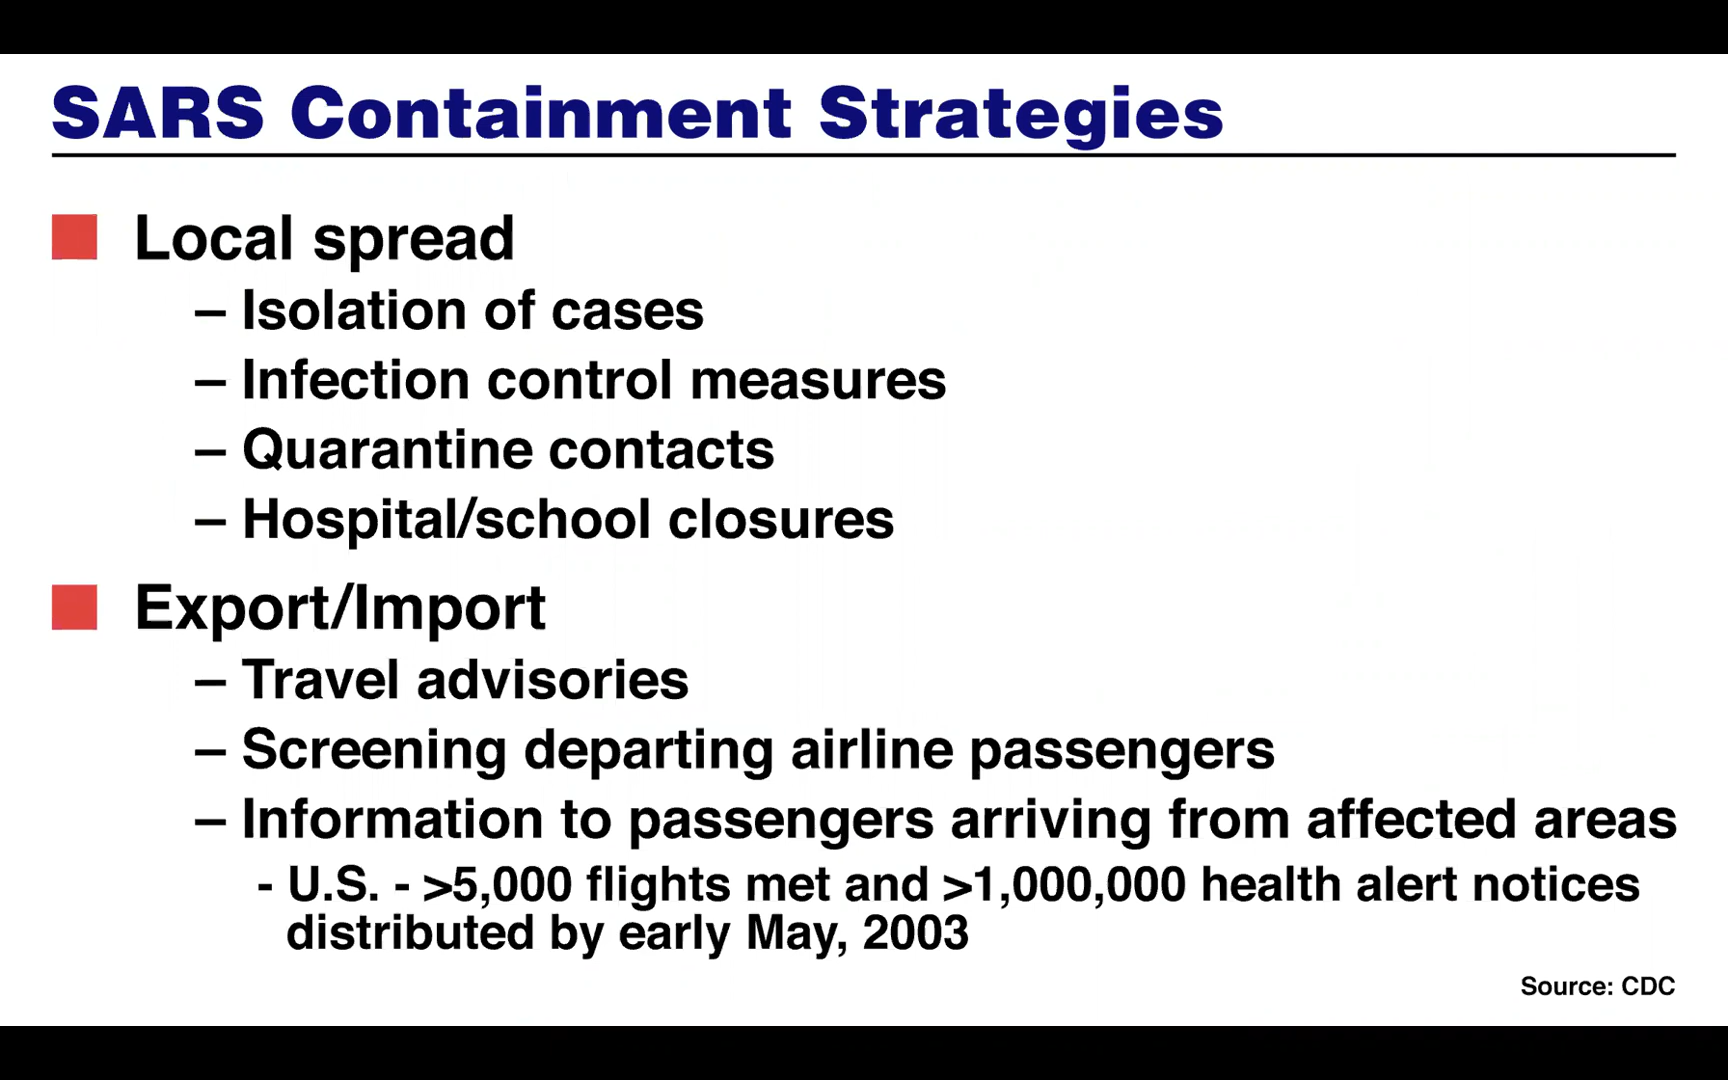 SARS Containment Strategies
Local spread
– Isolation of cases
– Infection control measures
– Quarantine contacts
– Hospital/school closures
Export/Import
– Travel advisories
– Screening departing airline passengers
– Information to passengers arriving from affected areas
- U.S. - >5,000 flights met and >1,000,000 health alert notices
distributed by early May, 2003
Source: CDC